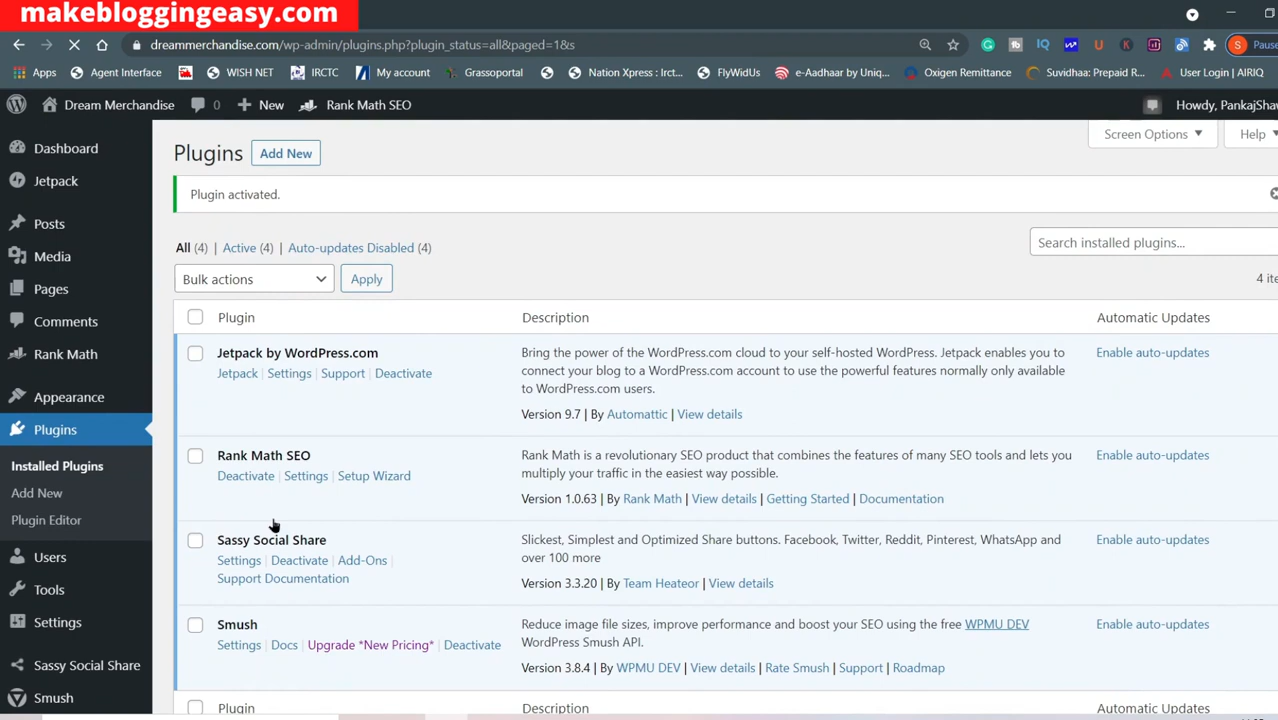 makebloggingeasy.com
dreammerchandise.com/wp-admin/plugins.php?plugin_status=all&paged=1&s
Pause
Apps Agent Interface WISH NET IRCTC My account Grassoportal Nation Xpress : Irct... FlyWidUs e-Aadhaar by Uniq... Oxigen Remittance Suvidhaa: Prepaid R... User Login | AIRIQ
Dream Merchandise 0 New Rank Math SEO Howdy, PankajShaw
Screen Options Help
Dashboard
Jetpack
Posts
Media
Pages
Comments
Rank Math
Appearance
Plugins
Installed Plugins
Add New
Plugin Editor
Users
Tools
Settings
Sassy Social Share
Smush
Plugins Add New
Plugin activated.
All (4) | Active (4) | Auto-updates Disabled (4)
Search installed plugins...
Bulk actions Apply
4 ite
Plugin Description Automatic Updates
Jetpack by WordPress.com
Jetpack | Settings | Support | Deactivate
Bring the power of the WordPress.com cloud to your self-hosted WordPress. Jetpack enables you to
connect your blog to a WordPress.com account to use the powerful features normally only available
to WordPress.com users.
Version 9.7 | By Automattic | View details
Enable auto-updates
Rank Math SEO
Deactivate | Settings | Setup Wizard
Rank Math is a revolutionary SEO product that combines the features of many SEO tools and lets you
multiply your traffic in the easiest way possible.
Version 1.0.63 | By Rank Math | View details | Getting Started | Documentation
Enable auto-updates
Sassy Social Share
Settings | Deactivate | Add-Ons |
Support Documentation
Slickest, Simplest and Optimized Share buttons. Facebook, Twitter, Reddit, Pinterest, WhatsApp and
over 100 more
Version 3.3.20 | By Team Heateor | View details
Enable auto-updates
Smush
Settings | Docs | Upgrade *New Pricing* | Deactivate
Reduce image file sizes, improve performance and boost your SEO using the free WPMU DEV
WordPress Smush API.
Version 3.8.4 | By WPMU DEV | View details | Rate Smush | Support | Roadmap
Enable auto-updates
Plugin Description Automatic Updates